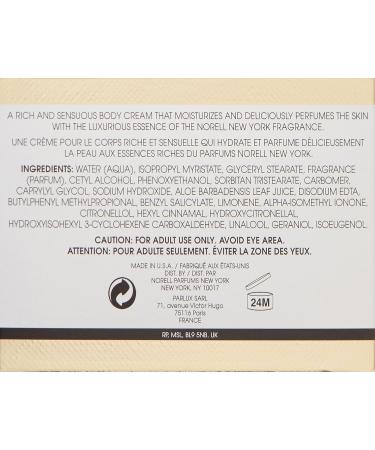 A RICH AND SENSUOUS BODY CREAM THAT MOISTURIZES AND DELICIOUSLY PERFUMES THE SKIN
WITH THE LUXURIOUS ESSENCE OF THE NORELL NEW YORK FRAGRANCE.
UNE CRÈME POUR LE CORPS RICHE ET SENSUELLE QUI HYDRATE ET PARFUME DÉLICIEUSEMENT
LA PEAU AUX ESSENCES RICHES DU PARFUMS NORELL NEW YORK.
INGREDIENTS: WATER (AQUA), ISOPROPYL MYRISTATE, GLYCERYL STEARATE, FRAGRANCE
(PARFUM), CETYL ALCOHOL, PHENOXYETHANOL, SORBITAN TRISTEARATE, CARBOMER,
CAPRYLYL GLYCOL, SODIUM HYDROXIDE, ALOE BARBADENSIS LEAF JUICE, DISODIUM EDTA,
BUTYLPHENYL METHYLPROPIONAL, BENZYL SALICYLATE, LIMONENE, ALPHA-ISOMETHYL IONONE,
CITRONELLOL, HEXYL CINNAMAL, HYDROXYCITRONELLAL,
HYDROXYISOHEXYL 3-CYCLOHEXENE CARBOXALDEHYDE, LINALOOL, GERANIOL, ISOEUGENOL.
CAUTION: FOR ADULT USE ONLY. AVOID EYE AREA.
ATTENTION: POUR ADULTE SEULEMENT. ÉVITER LA ZONE DES YEUX.
MADE IN U.S.A. / FABRIQUÉ AUX ÉTATS-UNIS
DIST. BY / DIST. PAR
NORELL PARFUMS NEW YORK
NEW YORK, NY 10017
PARLUX SARL
71, avenue Victor Hugo
75116 Paris
FRANCE
24M
RP, MSL, BL9 5NB, UK